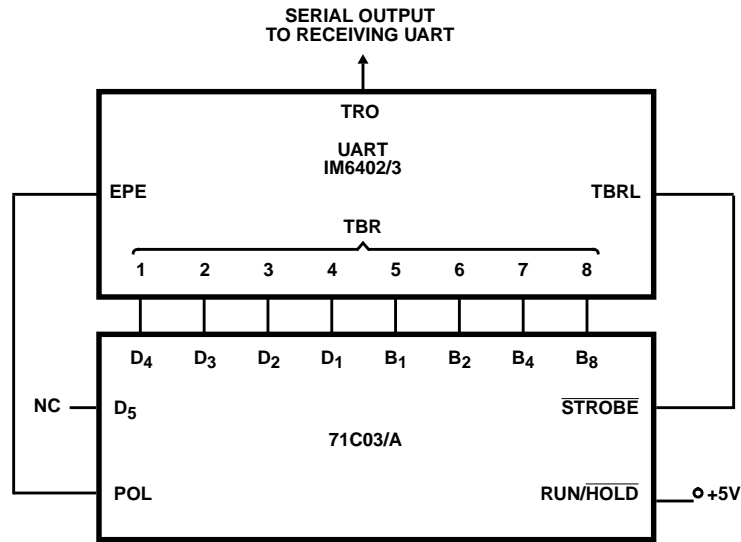 SERIAL OUTPUT
TO RECEIVING UART
TRO
UART
IM6402/3
EPE
TBRL
TBR
1 2 3 4 5 6 7 8
D4 D3 D2 D1 B1 B2 B4 B8
NC
D5
STROBE
71C03/A
POL
RUN/HOLD
+5V